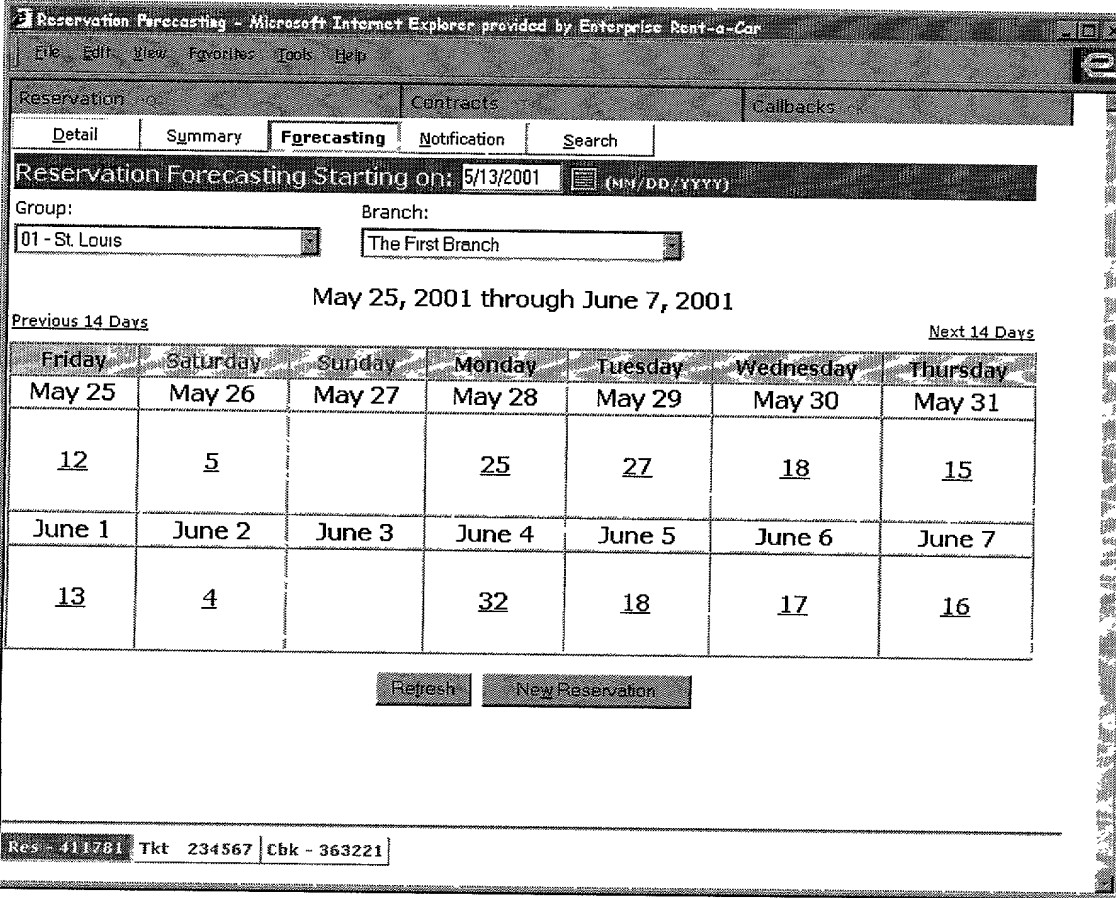 Reservation Forecasting - Microsoft Internet Explorer provided by Enterprise Rent-a-Car
File Edit View Favorites Tools Help
e
Reservation Contracts Callbacks
Detail Summary Forecasting Notification Search
Reservation Forecasting Starting on: 5/13/2001 (MM/DD/YYYY)
Group: Branch:
01 - St. Louis The First Branch
May 25, 2001 through June 7, 2001
Previous 14 Days Next 14 Days
Friday Saturday Sunday Monday Tuesday Wednesday Thursday
May 25 May 26 May 27 May 28 May 29 May 30 May 31
12 5 25 27 18 15
June 1 June 2 June 3 June 4 June 5 June 6 June 7
13 4 32 18 17 16
Refresh New Reservation
Res - 411781 Tkt 234567 Cbk - 363221